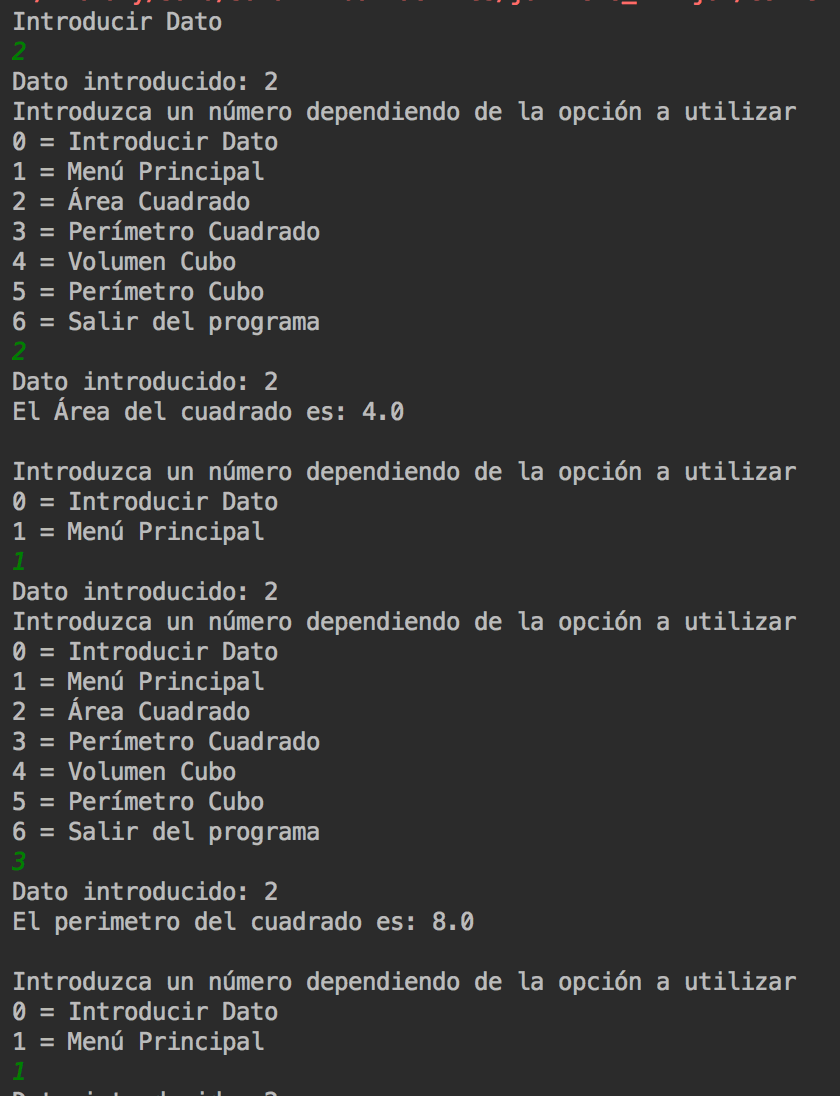 Introducir Dato
2
Dato introducido: 2
Introduzca un número dependiendo de la opción a utilizar
0 = Introducir Dato
1 = Menú Principal
2 = Área Cuadrado
3 = Perímetro Cuadrado
4 = Volumen Cubo
5 = Perímetro Cubo
6 = Salir del programa
2
Dato introducido: 2
El Área del cuadrado es: 4.0
Introduzca un número dependiendo de la opción a utilizar
0 = Introducir Dato
1 = Menú Principal
1
Dato introducido: 2
Introduzca un número dependiendo de la opción a utilizar
0 = Introducir Dato
1 = Menú Principal
2 = Área Cuadrado
3 = Perímetro Cuadrado
4 = Volumen Cubo
5 = Perímetro Cubo
6 = Salir del programa
3
Dato introducido: 2
El perimetro del cuadrado es: 8.0
Introduzca un número dependiendo de la opción a utilizar
0 = Introducir Dato
1 = Menú Principal
1
Dato introducido: 2